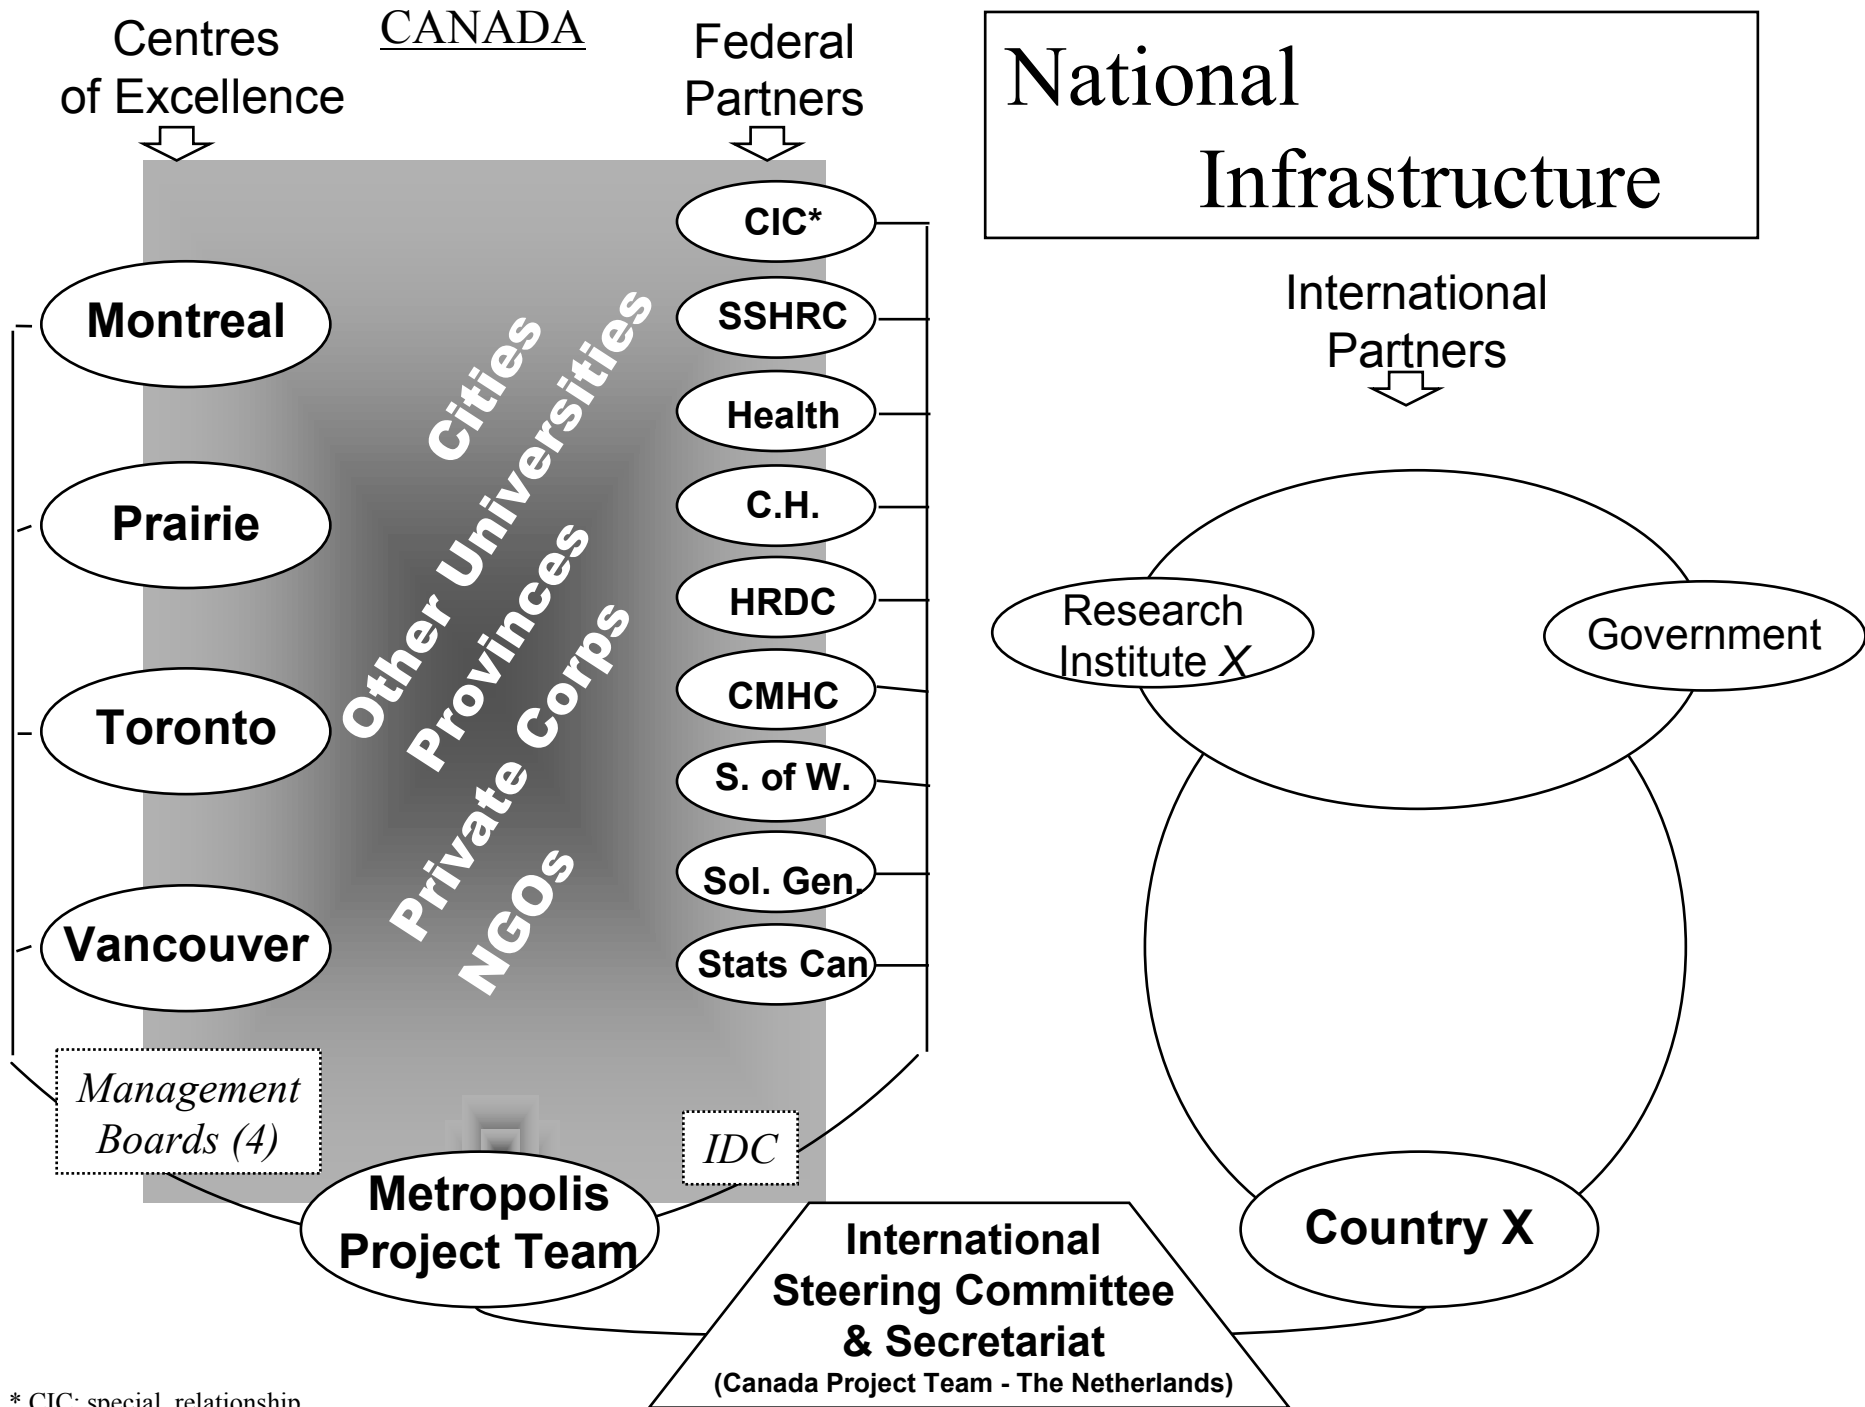 CANADA
Centres
of Excellence
Federal
Partners
National
Infrastructure
Montreal
Prairie
Toronto
Vancouver
Cities
Other Universities
Provinces
Private Corps
NGOs
CIC*
SSHRC
Health
C.H.
HRDC
CMHC
S. of W.
Sol. Gen.
Stats Can
International
Partners
Research
Institute X
Government
Management
Boards (4)
IDC
Metropolis
Project Team
Country X
International
Steering Committee
& Secretariat
(Canada Project Team - The Netherlands)
* CIC: special relationship